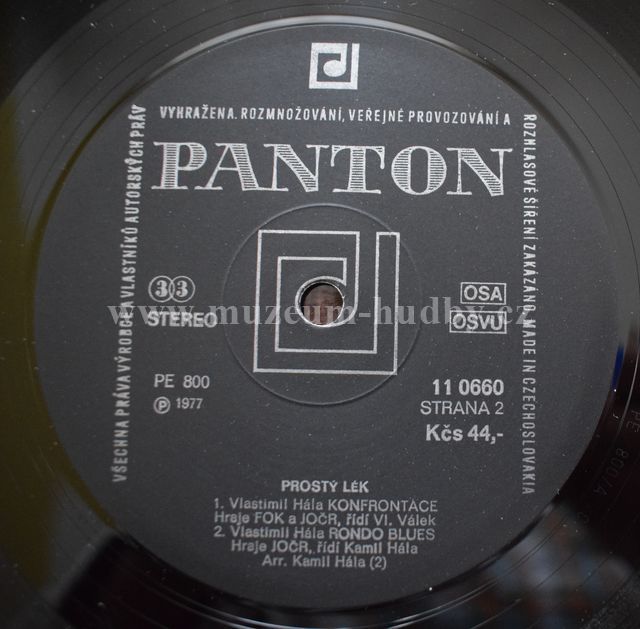 VYHRAŽENA. ROZMNOŽOVÁNÍ, VEŘEJNÉ PROVOZOVÁNÍ A
ROZHLASOVÉ ŠÍŘENÍ ZAKÁZÁNO. MADE IN CZECHOSLOVAKIA
VŠECHNA PRÁVA VÝROBCE A VLASTNÍKŮ AUTORSKÝCH PRÁV
PANTON
33
STEREO
OSA
OSVU
www.muzeum-hudby.cz
PE 800
Ⓟ 1977
11 0660
STRANA 2
Kčs 44,-
PROSTÝ LÉK
1. Vlastimil Hála KONFRONTACE
Hraje FOK a JOČR, řídí Vl. Válek
2. Vlastimil Hála RONDO BLUES
Hraje JOČR, řídí Kamil Hála
Arr. Kamil Hála (2)